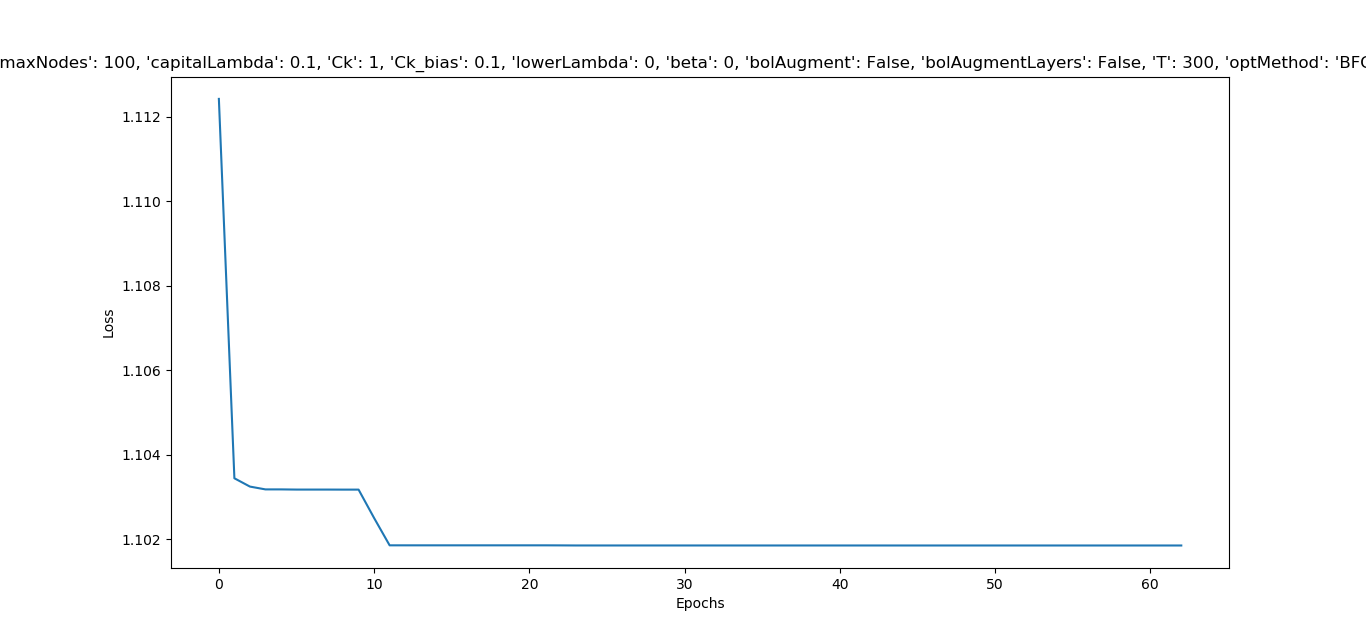 maxNodes': 100, 'capitalLambda': 0.1, 'Ck': 1, 'Ck_bias': 0.1, 'lowerLambda': 0, 'beta': 0, 'bolAugment': False, 'bolAugmentLayers': False, 'T': 300, 'optMethod': 'BFG
1.112
1.110
1.108
1.106
1.104
1.102
Loss
0 10 20 30 40 50 60
Epochs